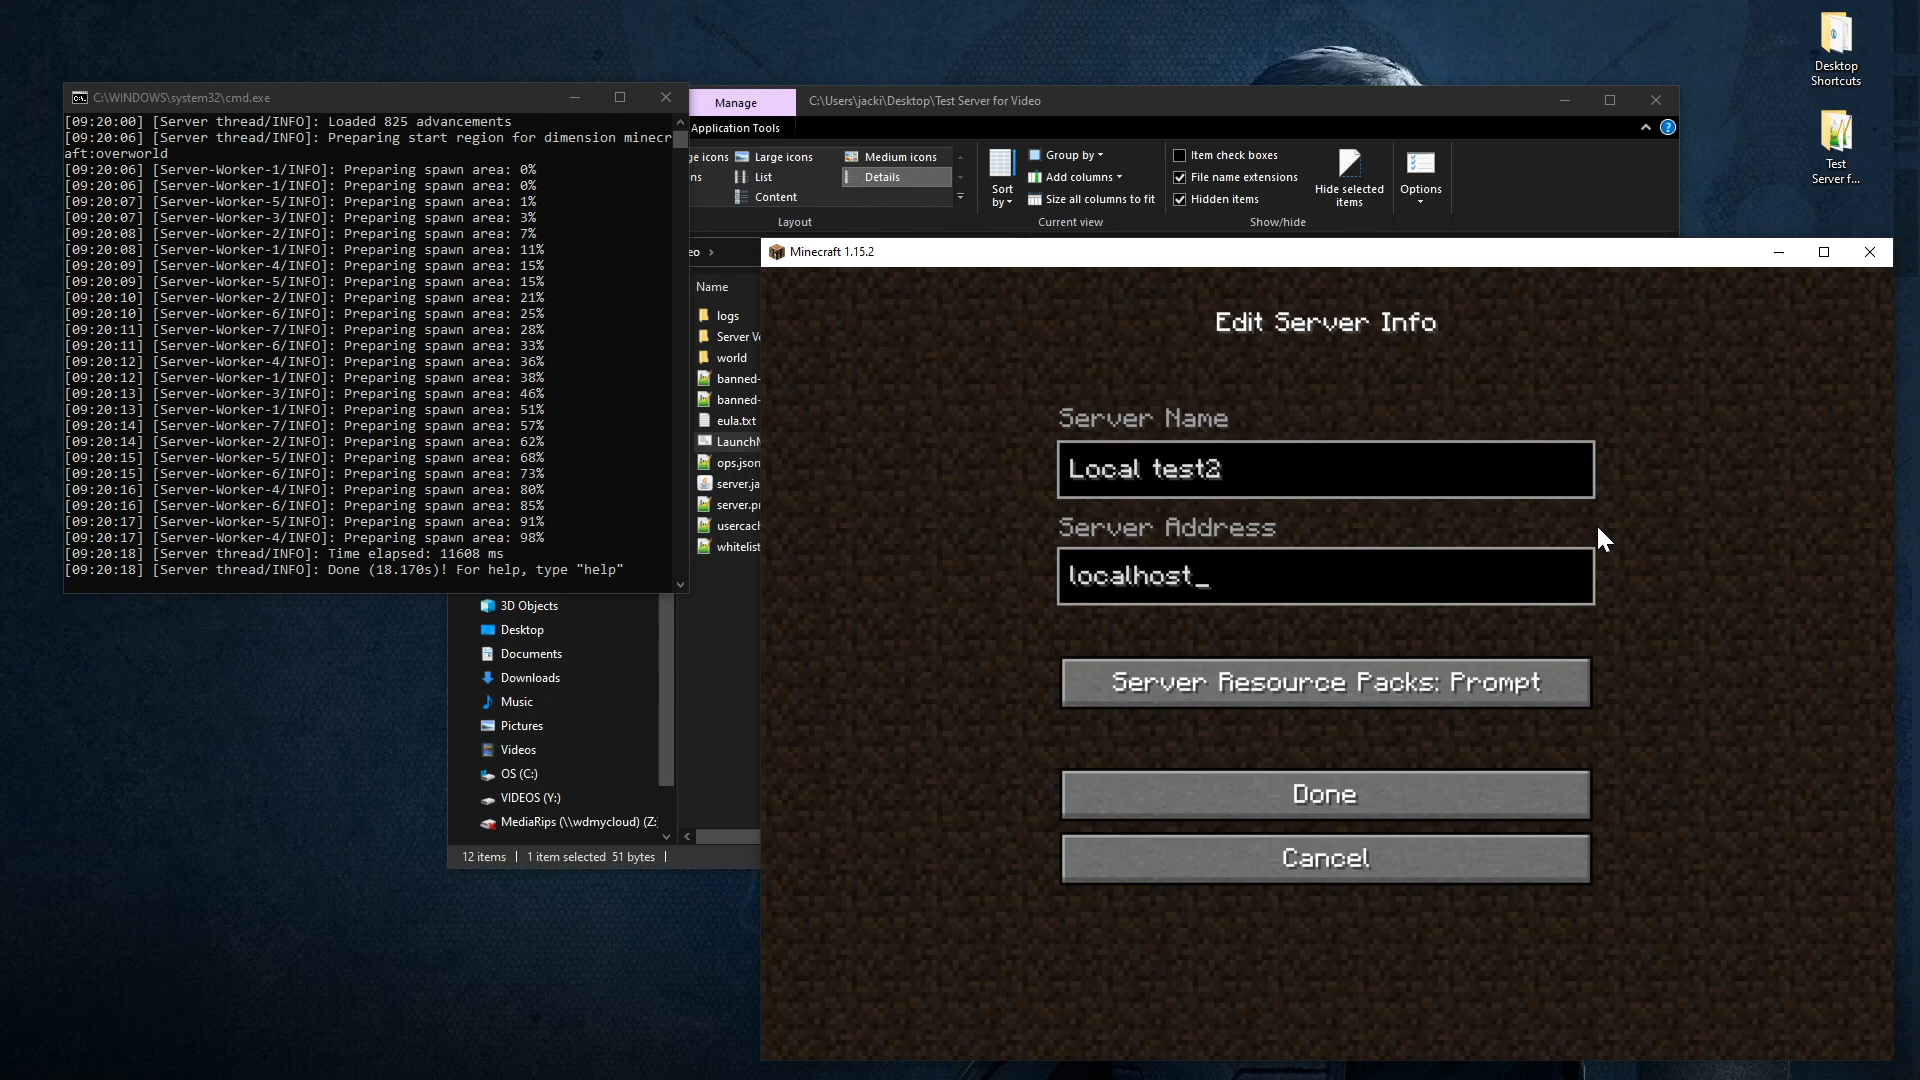 Desktop
Shortcuts
Test
Server f...
C:\WINDOWS\system32\cmd.exe
[09:20:00] [Server thread/INFO]: Loaded 825 advancements
[09:20:06] [Server thread/INFO]: Preparing start region for dimension minecr
aft:overworld
[09:20:06] [Server-Worker-1/INFO]: Preparing spawn area: 0%
[09:20:06] [Server-Worker-1/INFO]: Preparing spawn area: 0%
[09:20:07] [Server-Worker-5/INFO]: Preparing spawn area: 1%
[09:20:07] [Server-Worker-3/INFO]: Preparing spawn area: 3%
[09:20:08] [Server-Worker-2/INFO]: Preparing spawn area: 7%
[09:20:08] [Server-Worker-1/INFO]: Preparing spawn area: 11%
[09:20:09] [Server-Worker-4/INFO]: Preparing spawn area: 15%
[09:20:09] [Server-Worker-5/INFO]: Preparing spawn area: 15%
[09:20:10] [Server-Worker-2/INFO]: Preparing spawn area: 21%
[09:20:10] [Server-Worker-6/INFO]: Preparing spawn area: 25%
[09:20:11] [Server-Worker-7/INFO]: Preparing spawn area: 28%
[09:20:11] [Server-Worker-6/INFO]: Preparing spawn area: 33%
[09:20:12] [Server-Worker-4/INFO]: Preparing spawn area: 36%
[09:20:12] [Server-Worker-1/INFO]: Preparing spawn area: 38%
[09:20:13] [Server-Worker-3/INFO]: Preparing spawn area: 46%
[09:20:13] [Server-Worker-1/INFO]: Preparing spawn area: 51%
[09:20:14] [Server-Worker-7/INFO]: Preparing spawn area: 57%
[09:20:14] [Server-Worker-2/INFO]: Preparing spawn area: 62%
[09:20:15] [Server-Worker-5/INFO]: Preparing spawn area: 68%
[09:20:15] [Server-Worker-6/INFO]: Preparing spawn area: 73%
[09:20:16] [Server-Worker-4/INFO]: Preparing spawn area: 80%
[09:20:16] [Server-Worker-6/INFO]: Preparing spawn area: 85%
[09:20:17] [Server-Worker-5/INFO]: Preparing spawn area: 91%
[09:20:17] [Server-Worker-4/INFO]: Preparing spawn area: 98%
[09:20:18] [Server thread/INFO]: Time elapsed: 11608 ms
[09:20:18] [Server thread/INFO]: Done (18.170s)! For help, type "help"
Manage
C:\Users\jacki\Desktop\Test Server for Video
Application Tools
ge icons Large icons Medium icons
ns List Details
Content
Layout
Sort
by
Group by
Add columns
Size all columns to fit
Current view
Item check boxes
File name extensions
Hidden items
Hide selected
items
Show/hide
Options
eo
Name
logs
Server Ve
world
banned-
banned-
eula.txt
LaunchM
ops.json
server.ja
server.pr
usercach
whitelist
3D Objects
Desktop
Documents
Downloads
Music
Pictures
Videos
OS (C:)
VIDEOS (Y:)
MediaRips (\\wdmycloud) (Z:
12 items 1 item selected 51 bytes
Minecraft 1.15.2
Edit Server Info
Server Name
Local test2
Server Address
localhost_
Server Resource Packs: Prompt
Done
Cancel